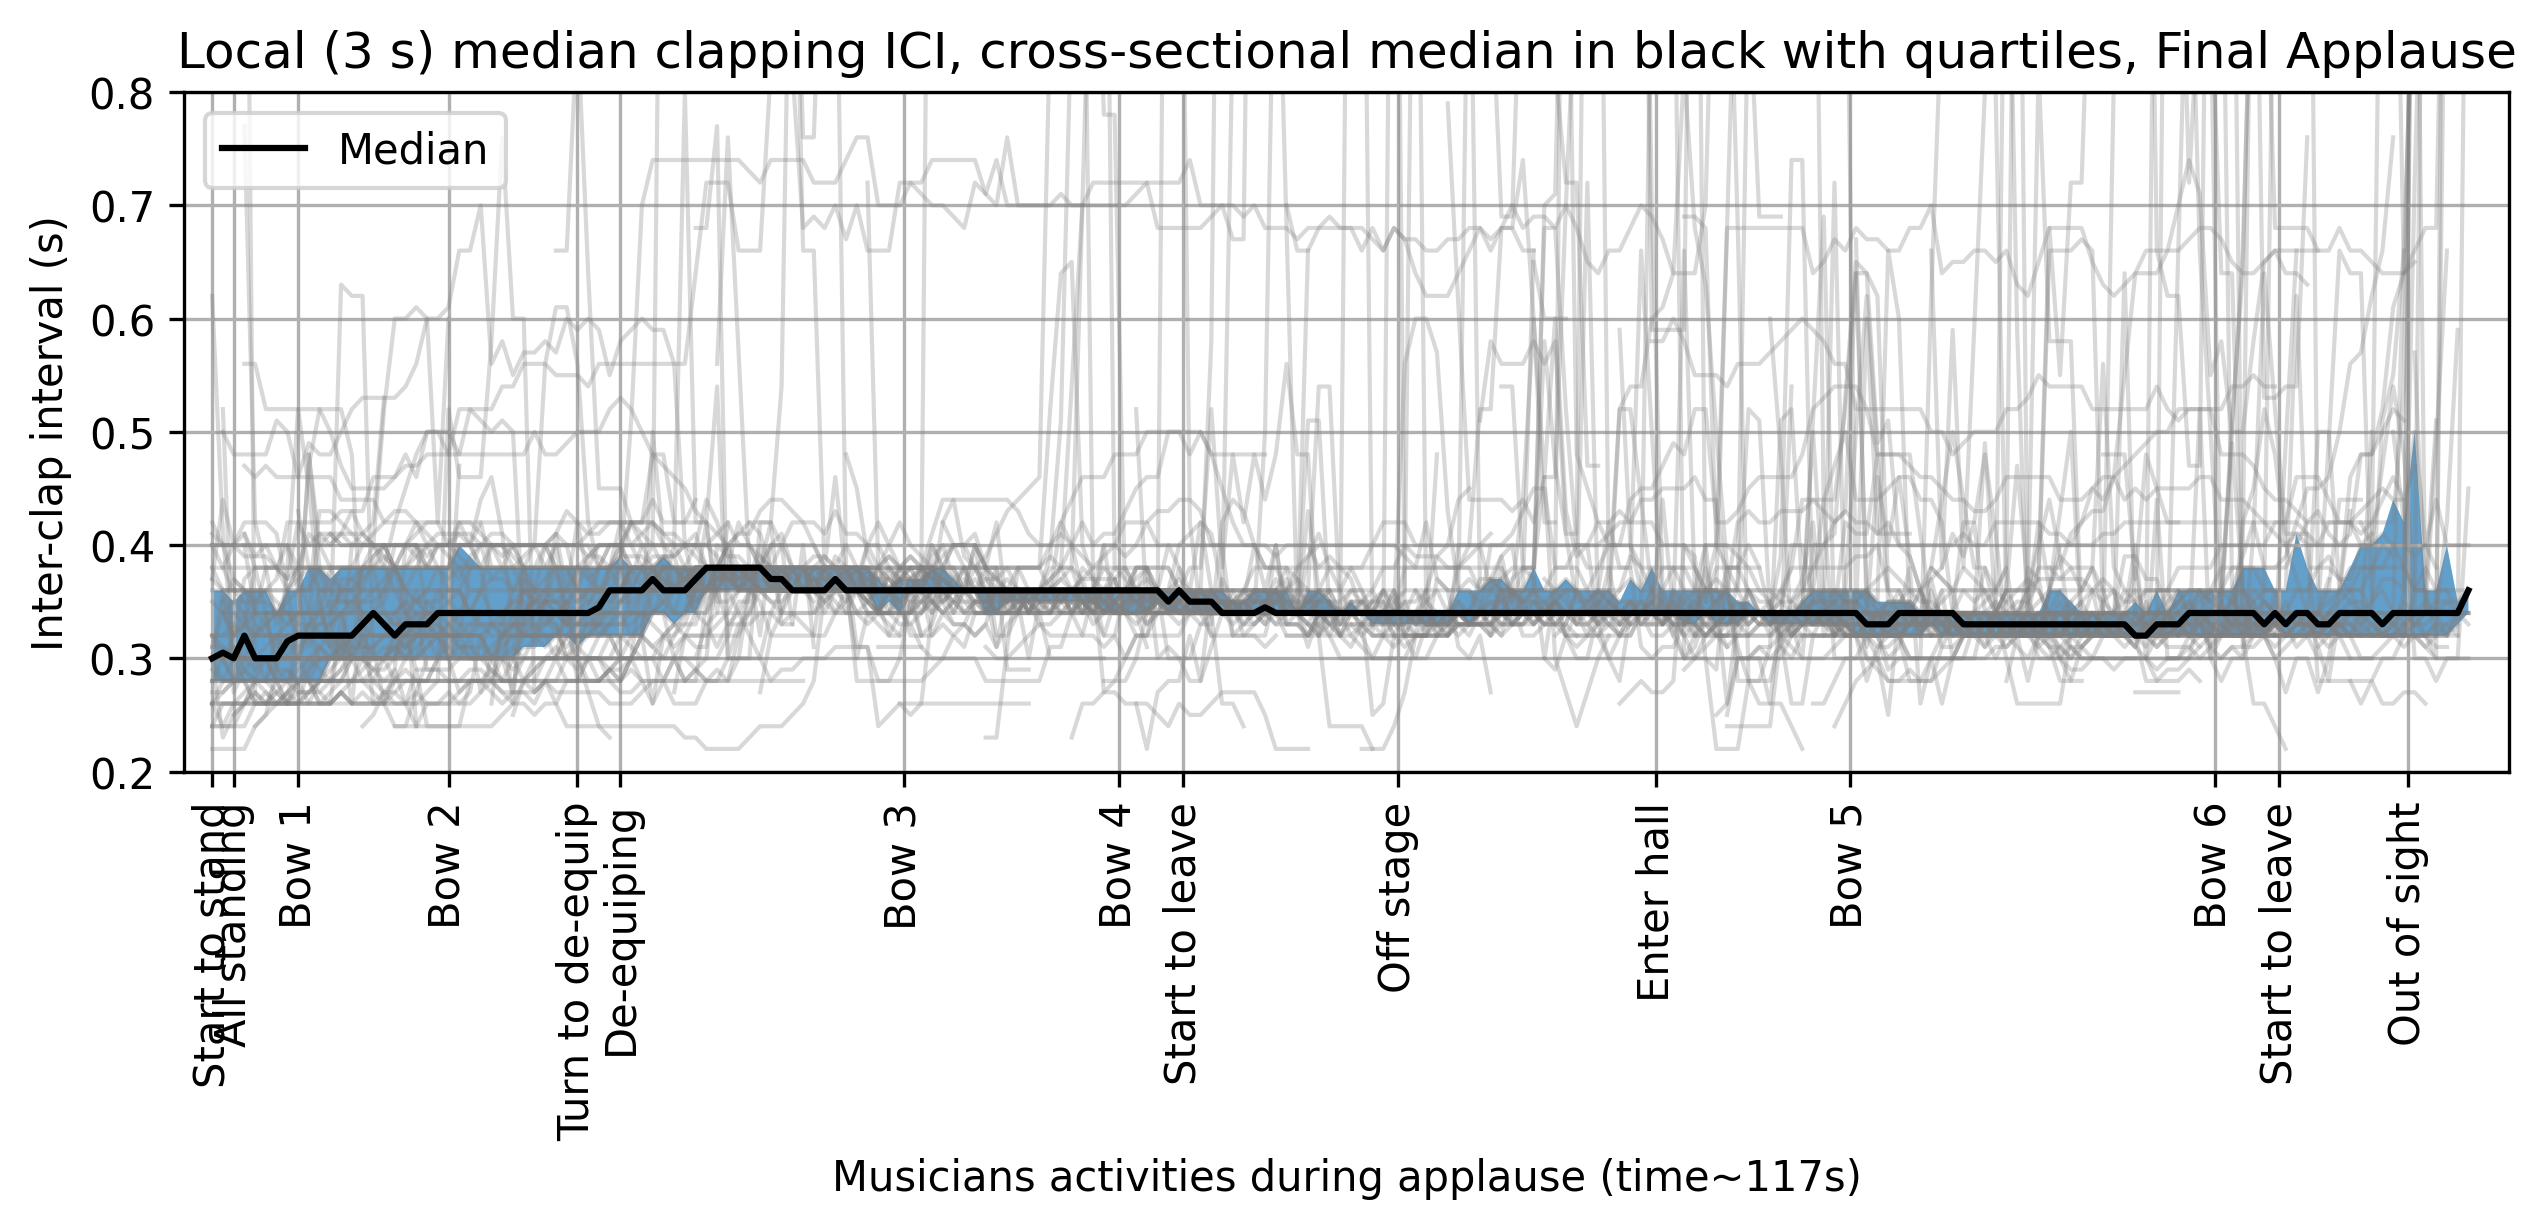 Local (3 s) median clapping ICI, cross-sectional median in black with quartiles, Final Applause
Median
Inter-clap interval (s)
0.8
0.7
0.6
0.5
0.4
0.3
0.2
Start to stand
All standing
Bow 1
Bow 2
Turn to de-equip
De-equiping
Bow 3
Bow 4
Start to leave
Off stage
Enter hall
Bow 5
Bow 6
Start to leave
Out of sight
Musicians activities during applause (time~117s)